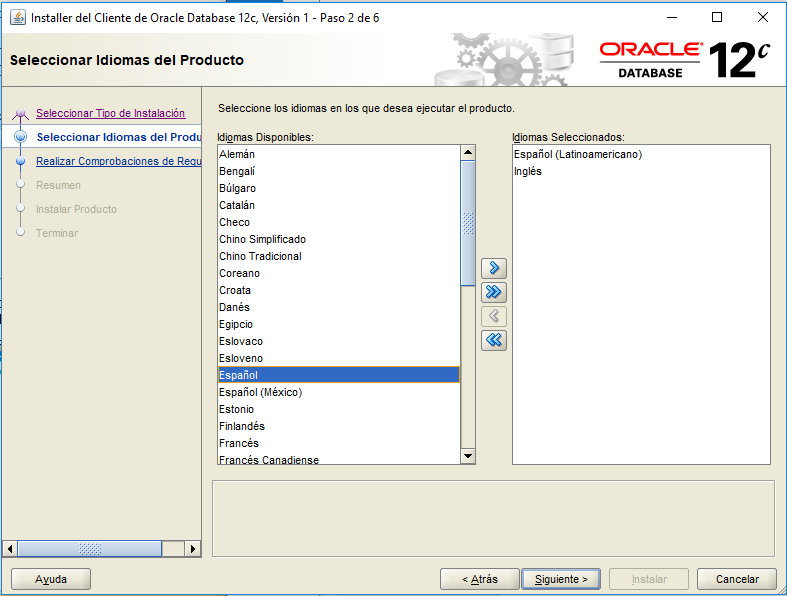 Installer del Cliente de Oracle Database 12c, Versión 1 - Paso 2 de 6
Seleccionar Idiomas del Producto
ORACLE
DATABASE
12c
Seleccionar Tipo de Instalación
Seleccionar Idiomas del Produ
Realizar Comprobaciones de Requ
Resumen
Instalar Producto
Terminar
Seleccione los idiomas en los que desea ejecutar el producto.
Idiomas Disponibles:
Alemán
Bengalí
Búlgaro
Catalán
Checo
Chino Simplificado
Chino Tradicional
Coreano
Croata
Danés
Egipcio
Eslovaco
Esloveno
Español
Español (México)
Estonio
Finlandés
Francés
Francés Canadiense
Idiomas Seleccionados:
Español (Latinoamericano)
Inglés
Ayuda
< Atrás
Siguiente >
Instalar
Cancelar